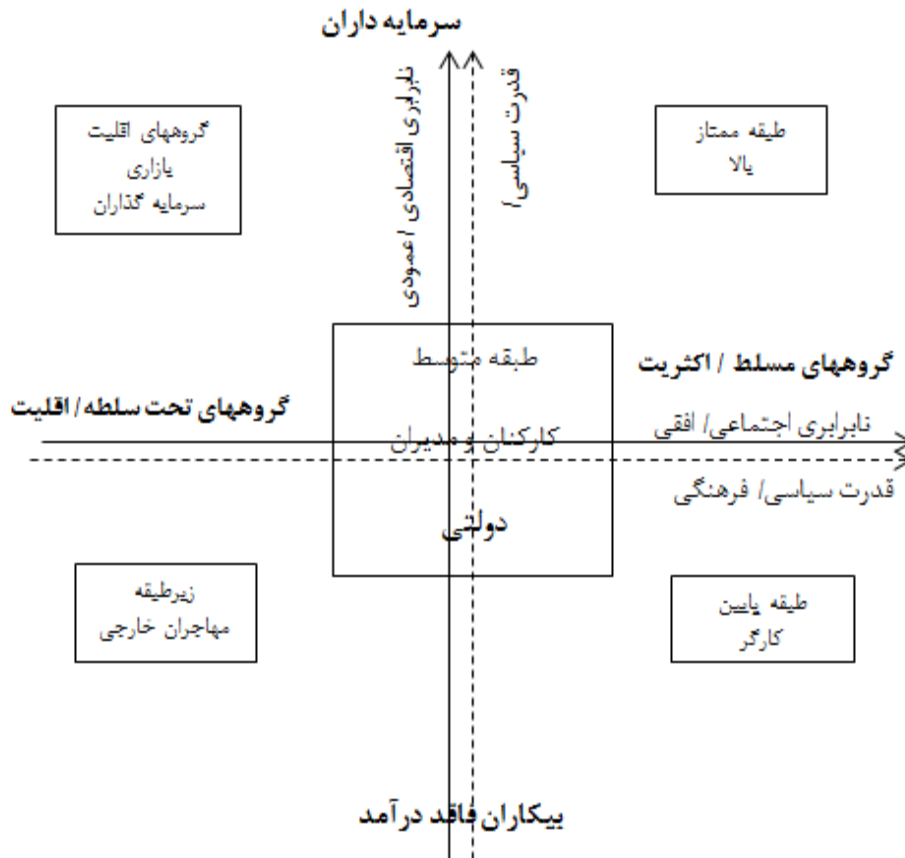 سرمایه داران
نابرابری اقتصادی / عمودی
قدرت سیاسی/
طبقه ممتاز
بالا
گروههای اقلیت
بازاری
سرمایه گذاران
طبقه متوسط
کارکنان و مدیران
دولتی
گروههای مسلط / اکثریت
نابرابری اجتماعی/ افقی
قدرت سیاسی/ فرهنگی
گروههای تحت سلطه/ اقلیت
طبقه پایین
کارگر
زیرطبقه
مهاجران خارجی
بیکاران فاقد درآمد